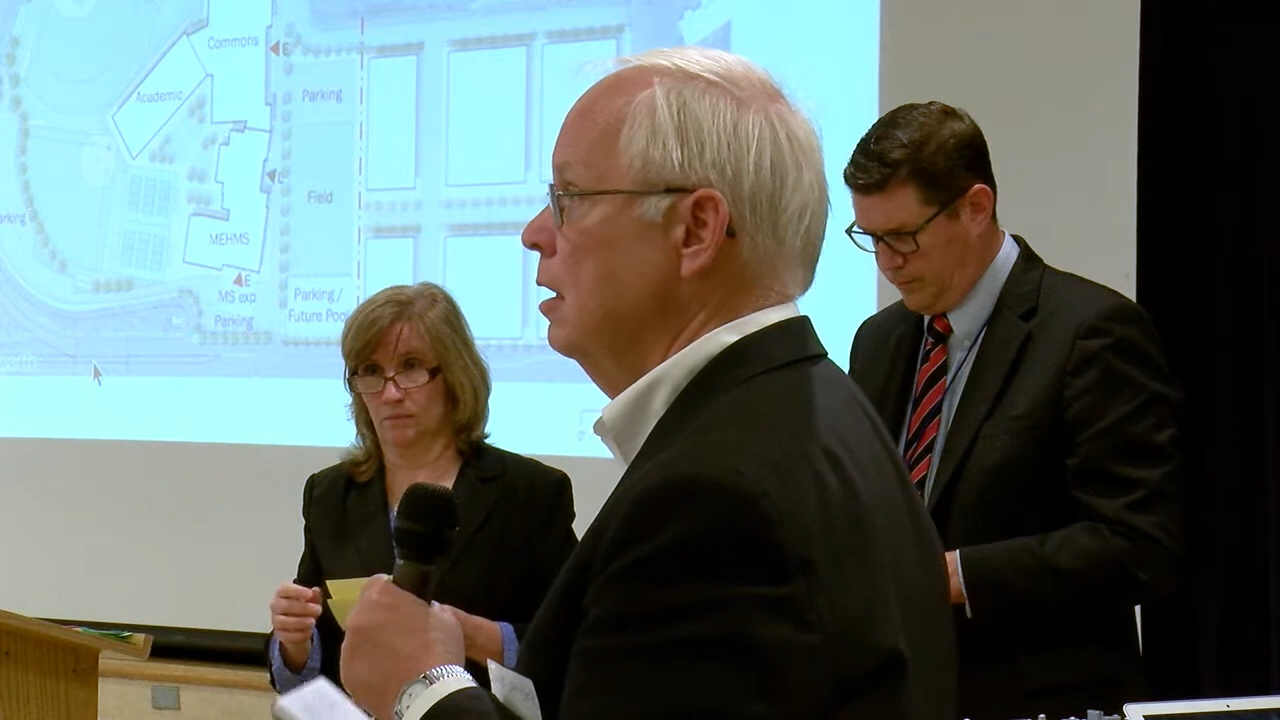 Commons
E
Academic
Parking
Field
MEHMS
E
MS exp
Parking
Parking /
Future Pool